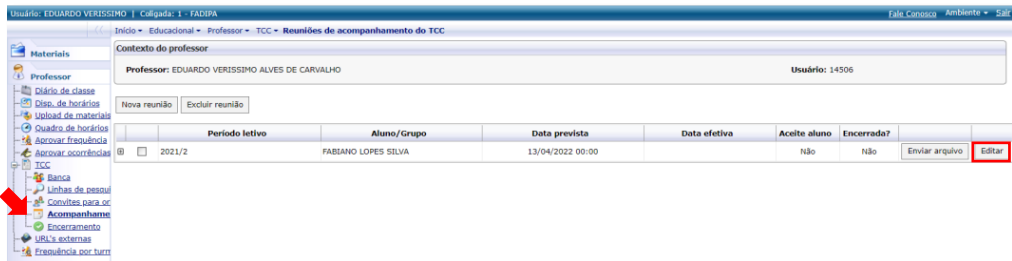 Usuário: EDUARDO VERISSIMO | Coligada: 1 - FADIPA
Fale Conosco Ambiente Sair
Início Educacional Professor TCC Reuniões de acompanhamento do TCC
Materiais
Professor
Diário de classe
Disp. de horários
Upload de materiais
Quadro de horários
Aprovar frequência
Aprovar ocorrências
TCC
Banca
Linhas de pesqui
Convites para or
Acompanhame
Encerramento
URL's externas
Frequência por turm
Contexto do professor
Professor: EDUARDO VERISSIMO ALVES DE CARVALHO Usuário: 14506
Nova reunião Excluir reunião
Período letivo Aluno/Grupo Data prevista Data efetiva Aceite aluno Encerrada?
2021/2 FABIANO LOPES SILVA 13/04/2022 00:00 Não Não Enviar arquivo Editar